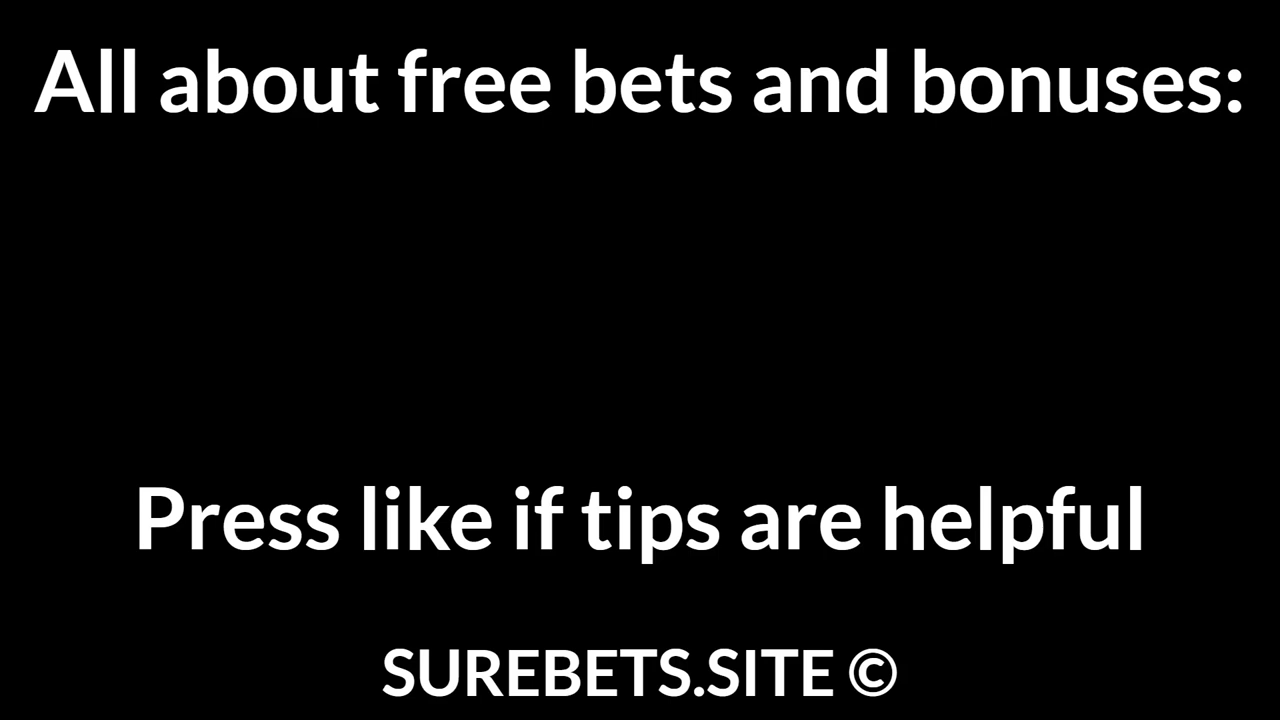 All about free bets and bonuses:
Press like if tips are helpful
SUREBETS.SITE ©